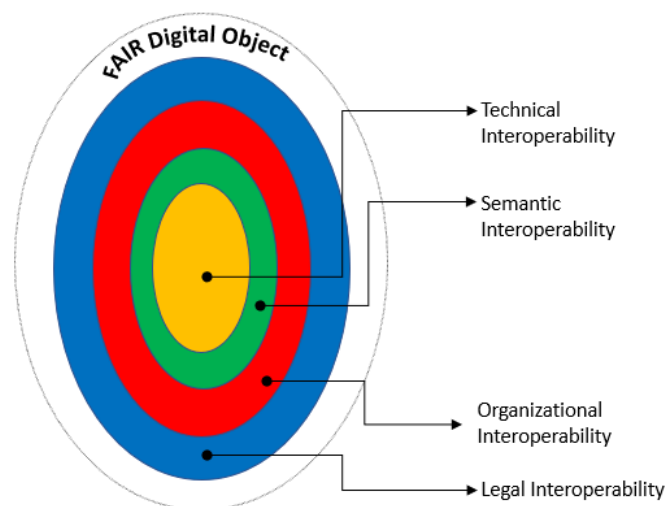 FAIR Digital Object
Technical
Interoperability
Semantic
Interoperability
Organizational
Interoperability
Legal Interoperability